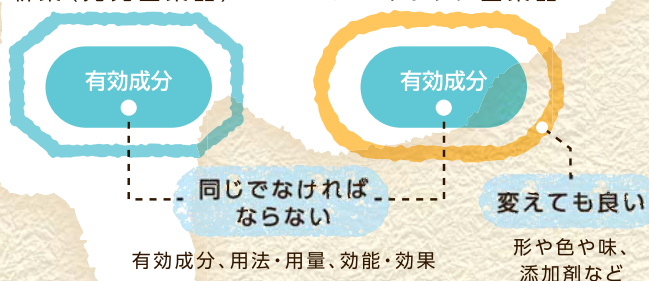 有効成分
有効成分
同じでなければ
ならない
変えても良い
有効成分、用法・用量、効能・効果
形や色や味、
添加剤など